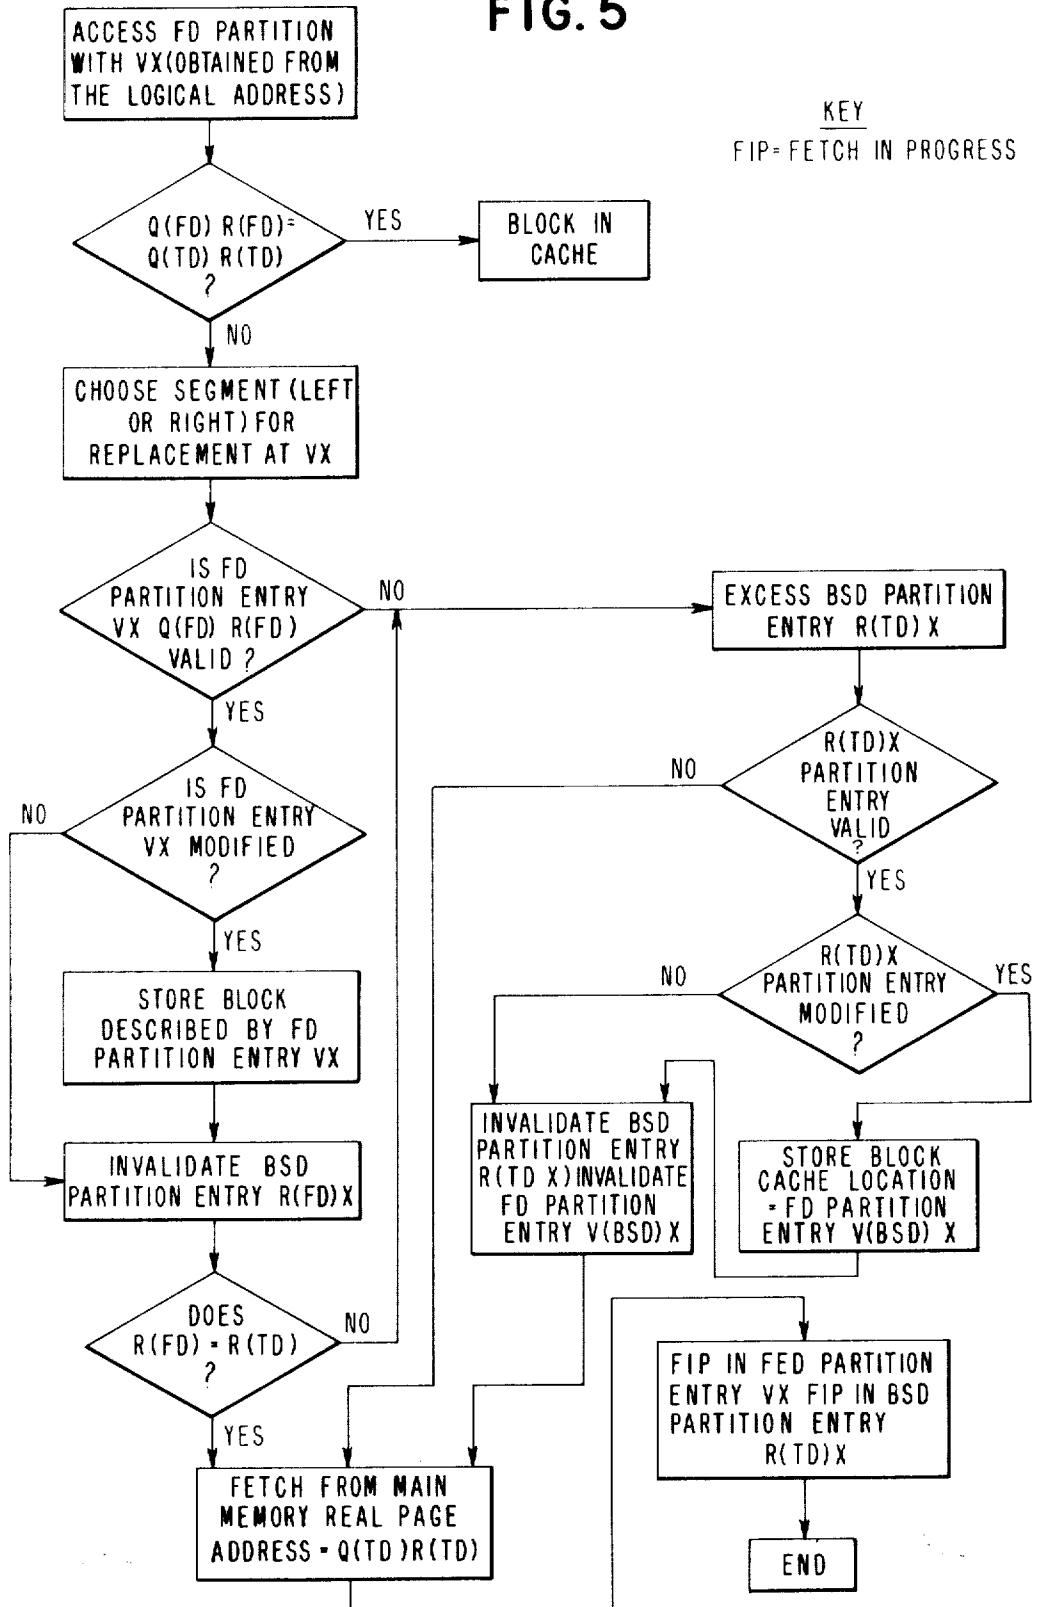 FIG. 5
ACCESS FD PARTITION
WITH VX(OBTAINED FROM
THE LOGICAL ADDRESS)
KEY
FIP=FETCH IN PROGRESS
Q(FD) R(FD)=
Q(TD) R(TD)
?
YES
BLOCK IN
CACHE
NO
CHOOSE SEGMENT (LEFT
OR RIGHT) FOR
REPLACEMENT AT VX
IS FD
PARTITION ENTRY
VX Q(FD) R(FD)
VALID ?
NO
YES
EXCESS BSD PARTITION
ENTRY R(TD) X
IS FD
PARTITION ENTRY
VX MODIFIED
?
NO
YES
R(TD)X
PARTITION
ENTRY
VALID
?
NO
YES
STORE BLOCK
DESCRIBED BY FD
PARTITION ENTRY VX
R(TD)X
PARTITION ENTRY
MODIFIED
?
NO
YES
INVALIDATE BSD
PARTITION ENTRY R(FD)X
INVALIDATE BSD
PARTITION ENTRY
R(TD X) INVALIDATE
FD PARTITION
ENTRY V(BSD) X
STORE BLOCK
CACHE LOCATION
= FD PARTITION
ENTRY V(BSD) X
DOES
R(FD) = R(TD)
?
NO
YES
FETCH FROM MAIN
MEMORY REAL PAGE
ADDRESS = Q(TD)R(TD)
FIP IN FED PARTITION
ENTRY VX FIP IN BSD
PARTITION ENTRY
R(TD)X
END